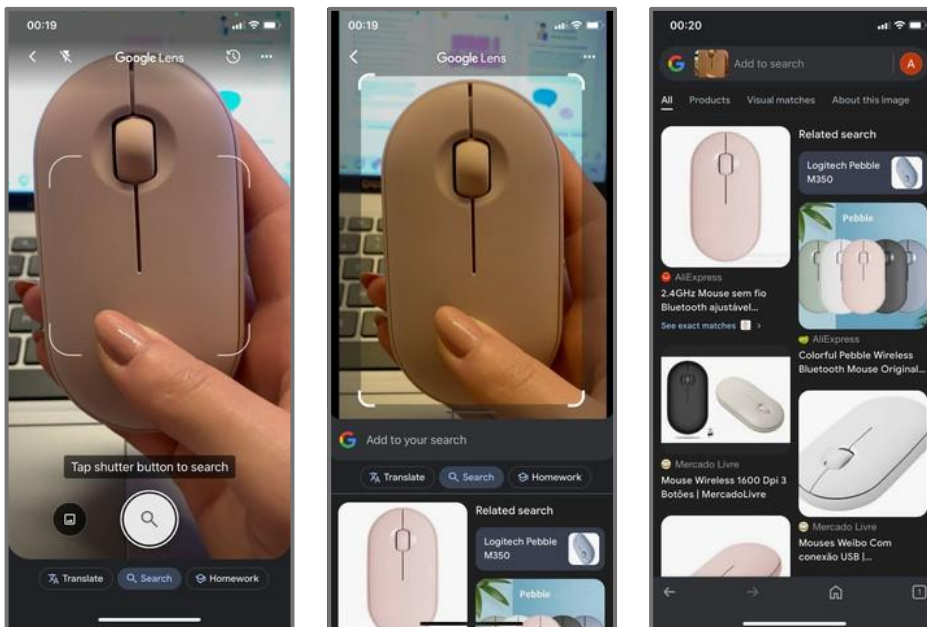 00:19
Google Lens
Tap shutter button to search
Translate
Search
Homework
00:19
Google Lens
Add to your search
Translate
Search
Homework
Related search
Logitech Pebble
M350
Pebble
00:20
Add to search
A
All
Products
Visual matches
About this image
AliExpress
2.4GHz Mouse sem fio
Bluetooth ajustável...
See exact matches
Mercado Livre
Mouse Wireless 1600 Dpi 3
Botões | MercadoLivre
Related search
Logitech Pebble
M350
Pebble
AliExpress
Colorful Pebble Wireless
Bluetooth Mouse Original...
Mercado Livre
Mouses Weibo Com
conexão USB |...
1